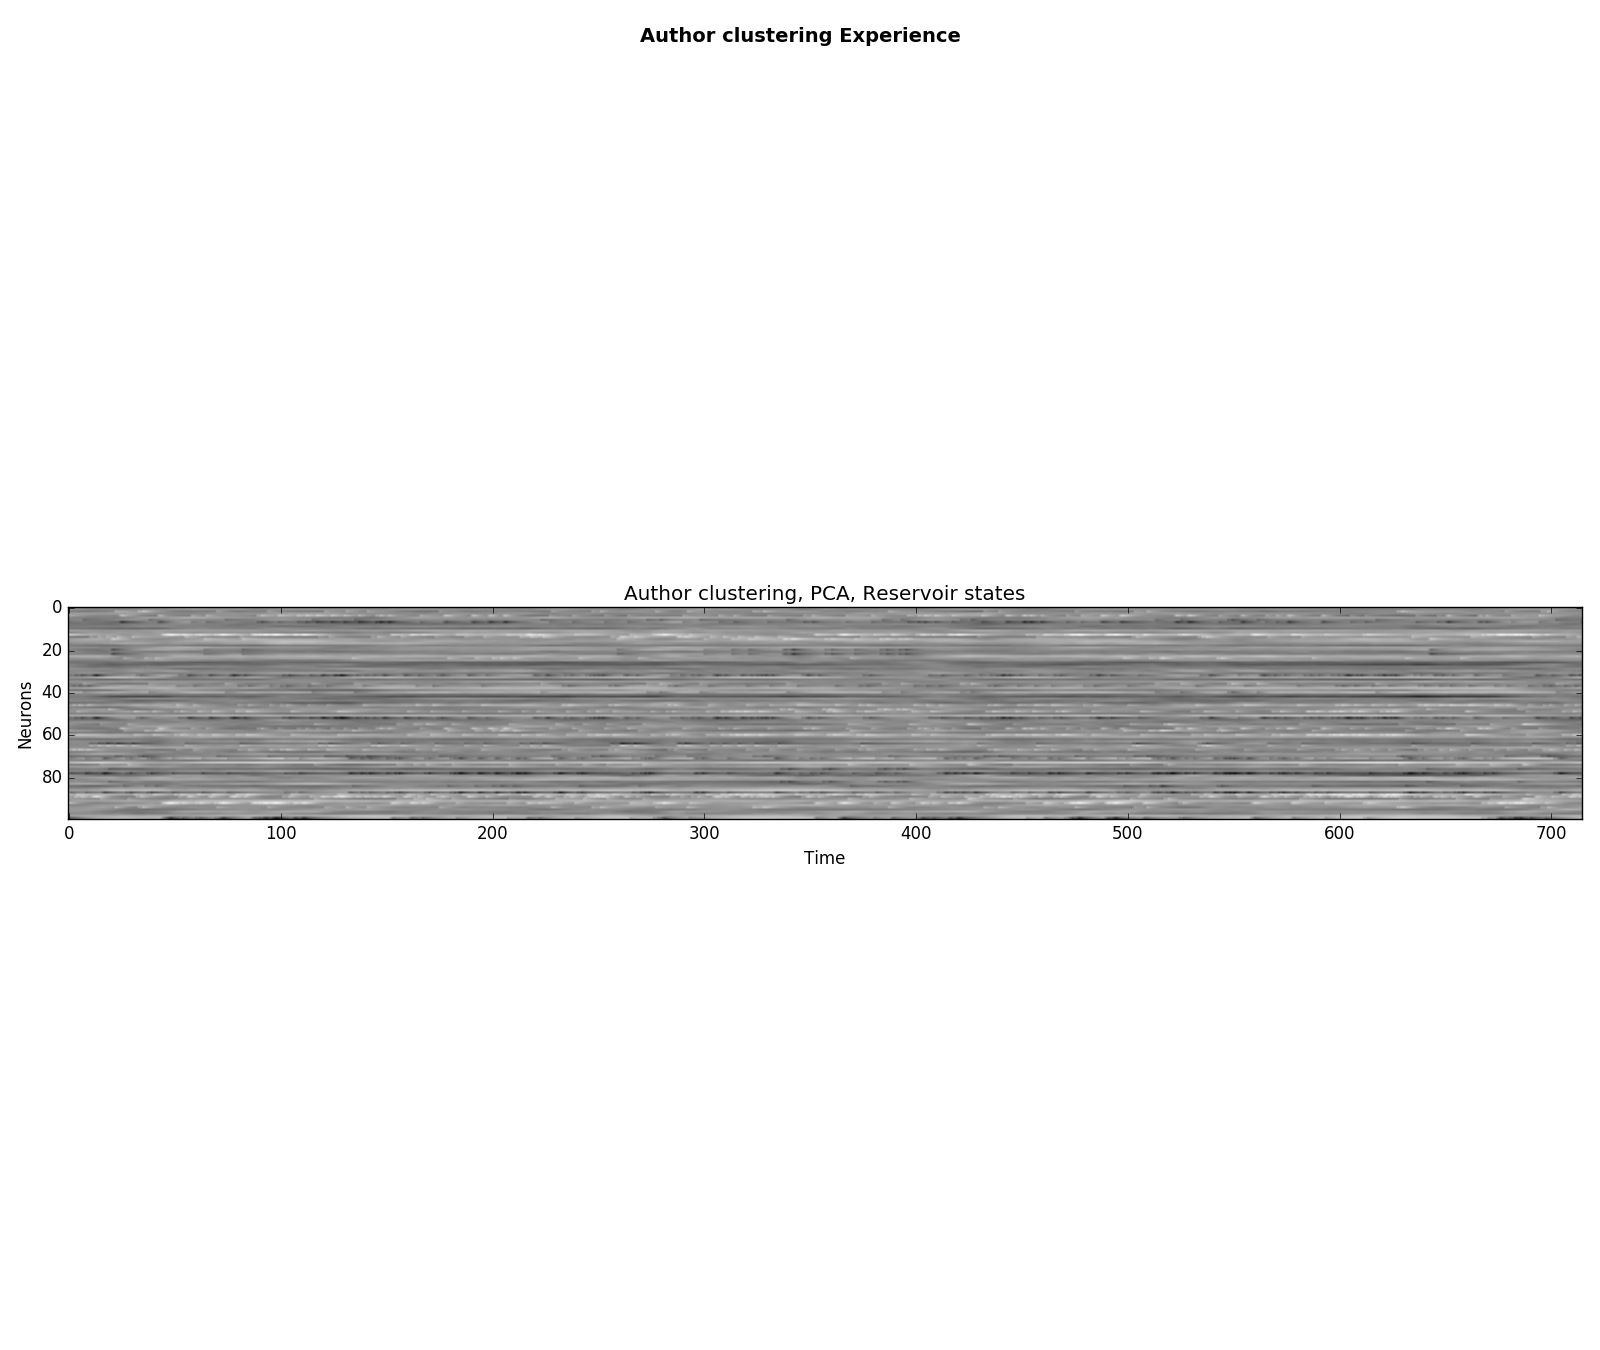 Author clustering Experience
Author clustering, PCA, Reservoir states
0
20
40
60
80
Neurons
0 100 200 300 400 500 600 700
Time